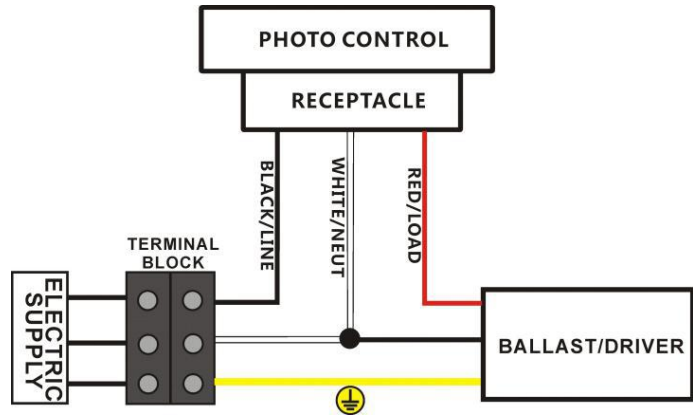 PHOTO CONTROL
RECEPTACLE
BLACK/LINE
WHITE/NEUT
RED/LOAD
TERMINAL
BLOCK
ELECTRIC
SUPPLY
BALLAST/DRIVER